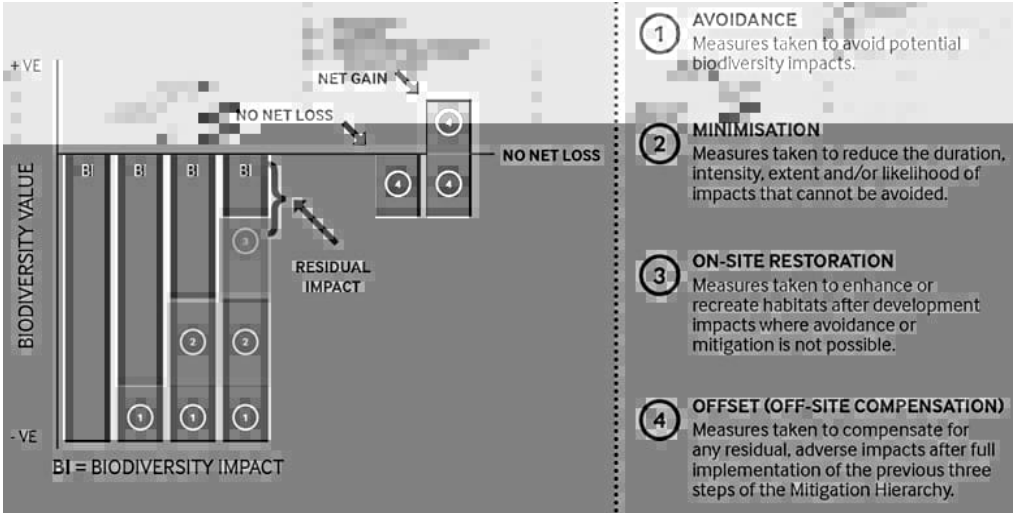 + VE
NET GAIN
NO NET LOSS
4
NO NET LOSS
BI
BI
BI
BI
4
4
3
RESIDUAL
IMPACT
BIODIVERSITY VALUE
2
2
1
1
1
- VE
BI = BIODIVERSITY IMPACT
1
AVOIDANCE
Measures taken to avoid potential
biodiversity impacts.
2
MINIMISATION
Measures taken to reduce the duration,
intensity, extent and/or likelihood of
impacts that cannot be avoided.
3
ON-SITE RESTORATION
Measures taken to enhance or
recreate habitats after development
impacts where avoidance or
mitigation is not possible.
4
OFFSET (OFF-SITE COMPENSATION)
Measures taken to compensate for
any residual, adverse impacts after full
implementation of the previous three
steps of the Mitigation Hierarchy.